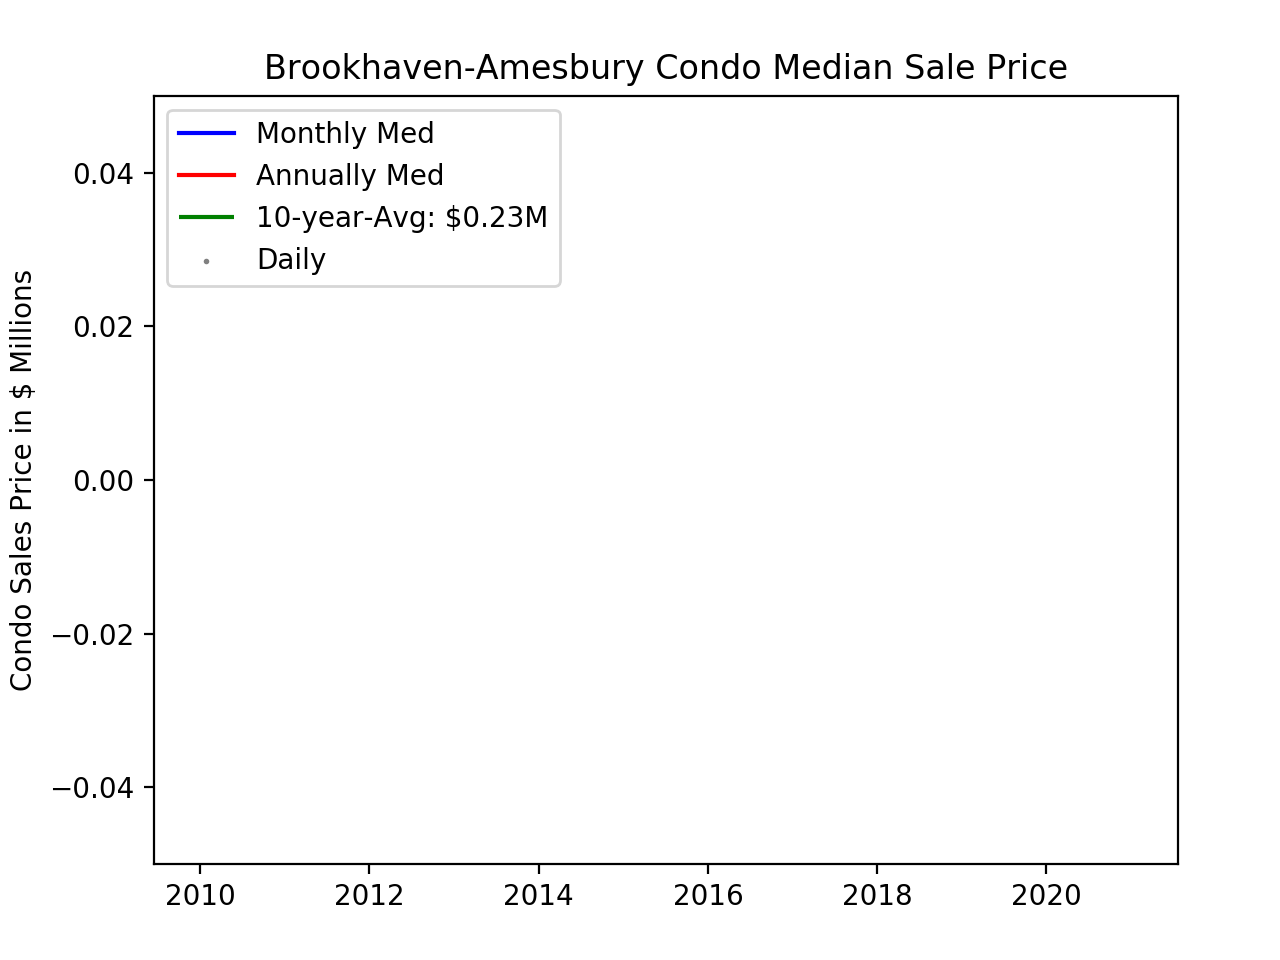 Brookhaven-Amesbury Condo Median Sale Price
Monthly Med
Annually Med
10-year-Avg: $0.23M
Daily
Condo Sales Price in $ Millions
0.04
0.02
0.00
−0.02
−0.04
2010 2012 2014 2016 2018 2020